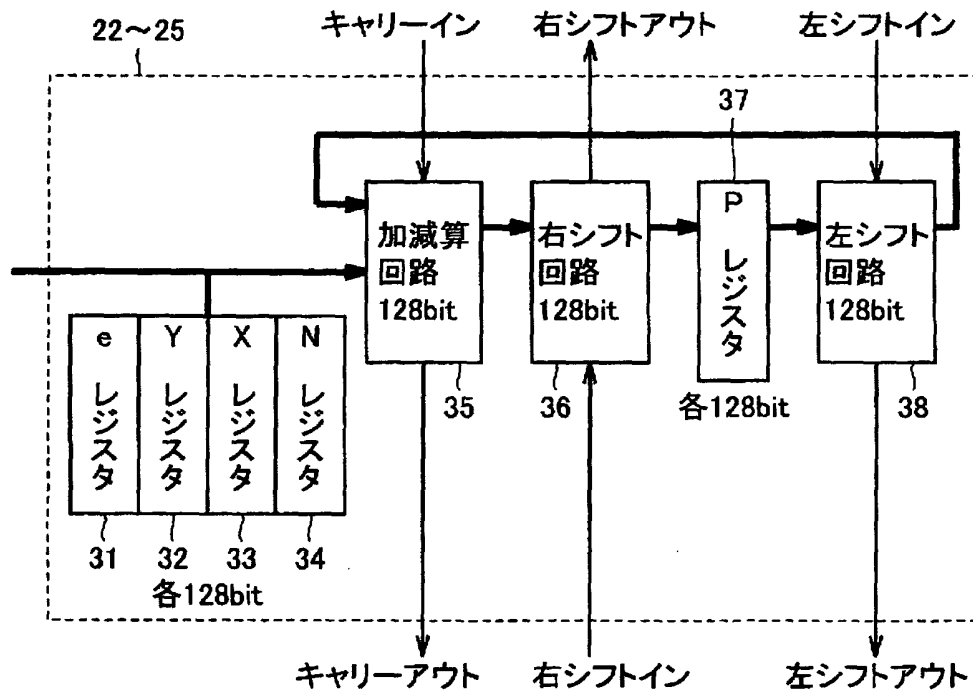 22〜25
キャリーイン
右シフトアウト
左シフトイン
37
加減算
回路
128bit
右シフト
回路
128bit
P レジスタ
左シフト
回路
128bit
e レジスタ
Y レジスタ
X レジスタ
N レジスタ
35
36
各128bit
38
31
32
33
34
各128bit
キャリーアウト
右シフトイン
左シフトアウト